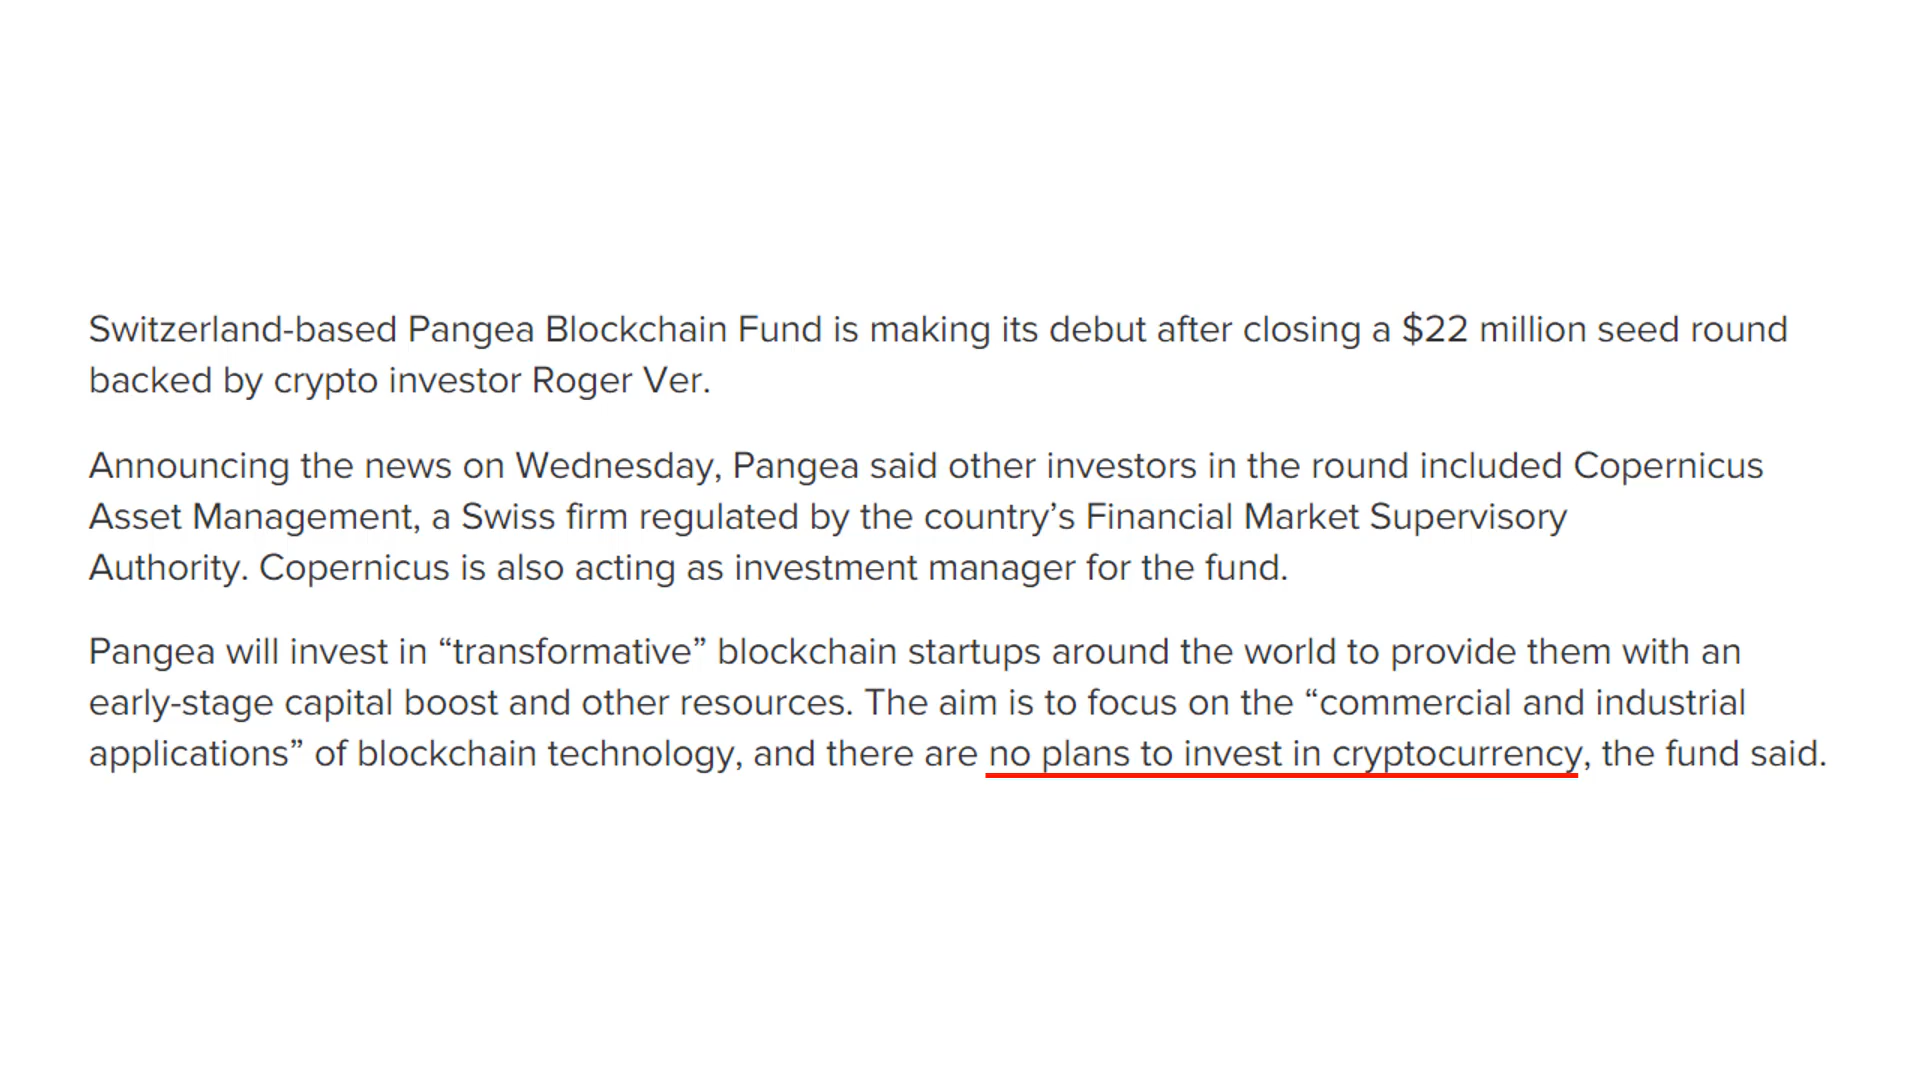 Switzerland-based Pangea Blockchain Fund is making its debut after closing a $22 million seed round
backed by crypto investor Roger Ver.
Announcing the news on Wednesday, Pangea said other investors in the round included Copernicus
Asset Management, a Swiss firm regulated by the country’s Financial Market Supervisory
Authority. Copernicus is also acting as investment manager for the fund.
Pangea will invest in “transformative” blockchain startups around the world to provide them with an
early-stage capital boost and other resources. The aim is to focus on the “commercial and industrial
applications” of blockchain technology, and there are no plans to invest in cryptocurrency, the fund said.